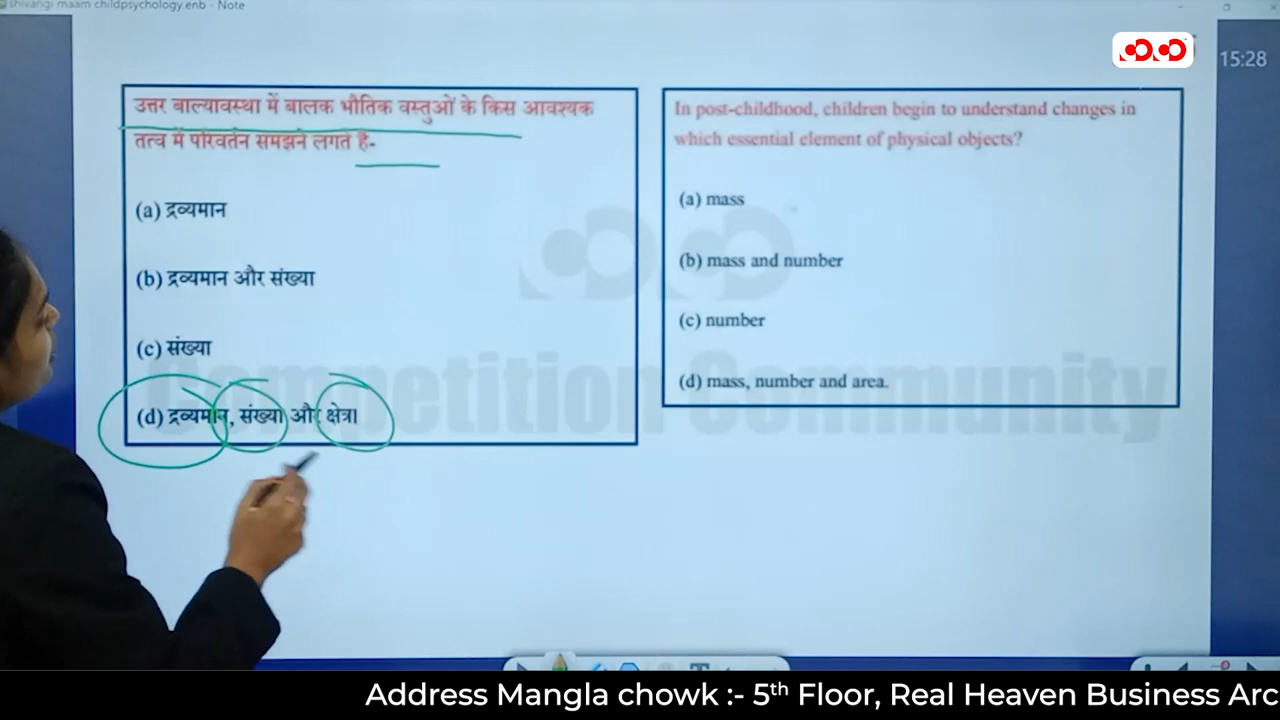 shivangi maam childpsychology.enb - Note
15:28
उत्तर बाल्यावस्था में बालक भौतिक वस्तुओं के किस आवश्यक
तत्व में परिवर्तन समझने लगते है-
(a) द्रव्यमान
(b) द्रव्यमान और संख्या
(c) संख्या
(d) द्रव्यमान, संख्या और क्षेत्र।
In post-childhood, children begin to understand changes in
which essential element of physical objects?
(a) mass
(b) mass and number
(c) number
(d) mass, number and area.
Competition Community
Address Mangla chowk :- 5th Floor, Real Heaven Business Arc